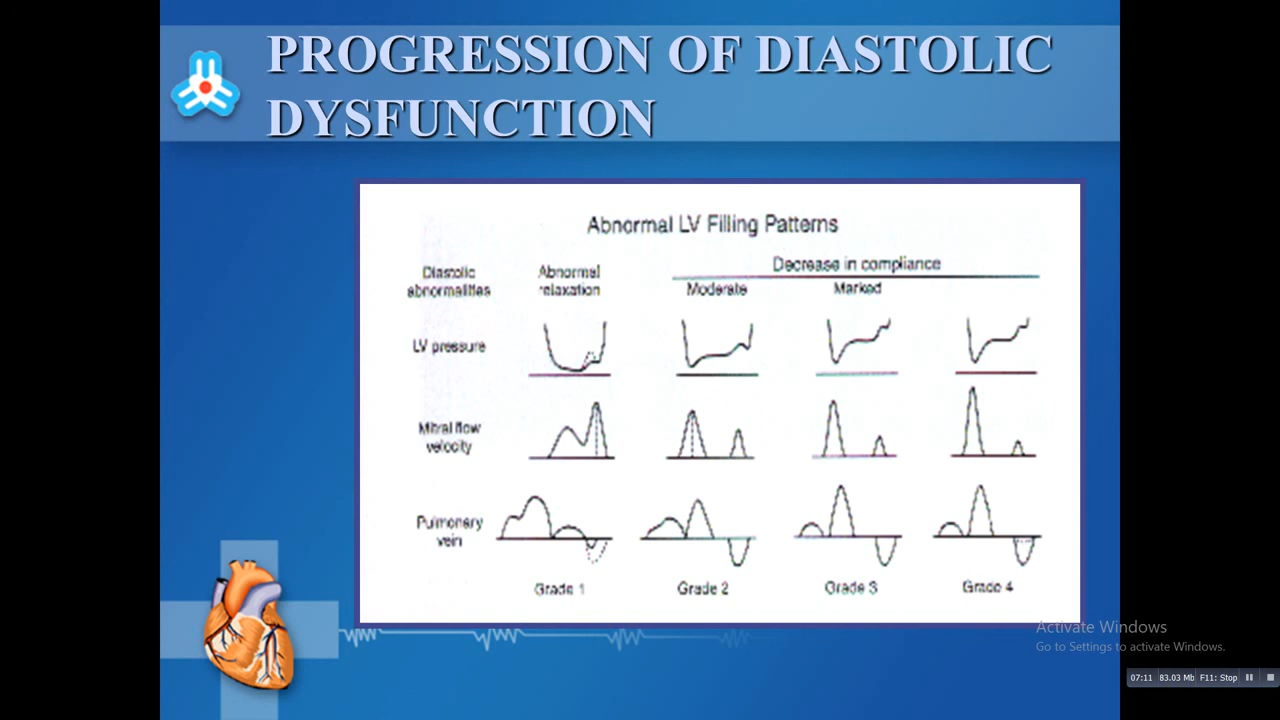 PROGRESSION OF DIASTOLIC
DYSFUNCTION
Abnormal LV Filling Patterns
Decrease in compliance
Diastolic
abnormalities
Abnormal
relaxation
Moderate
Marked
LV pressure
Mitral flow
velocity
Pulmonary
vein
Grade 1
Grade 2
Grade 3
Grade 4
Activate Windows
Go to Settings to activate Windows.
07:11 83.03 Mb F11: Stop